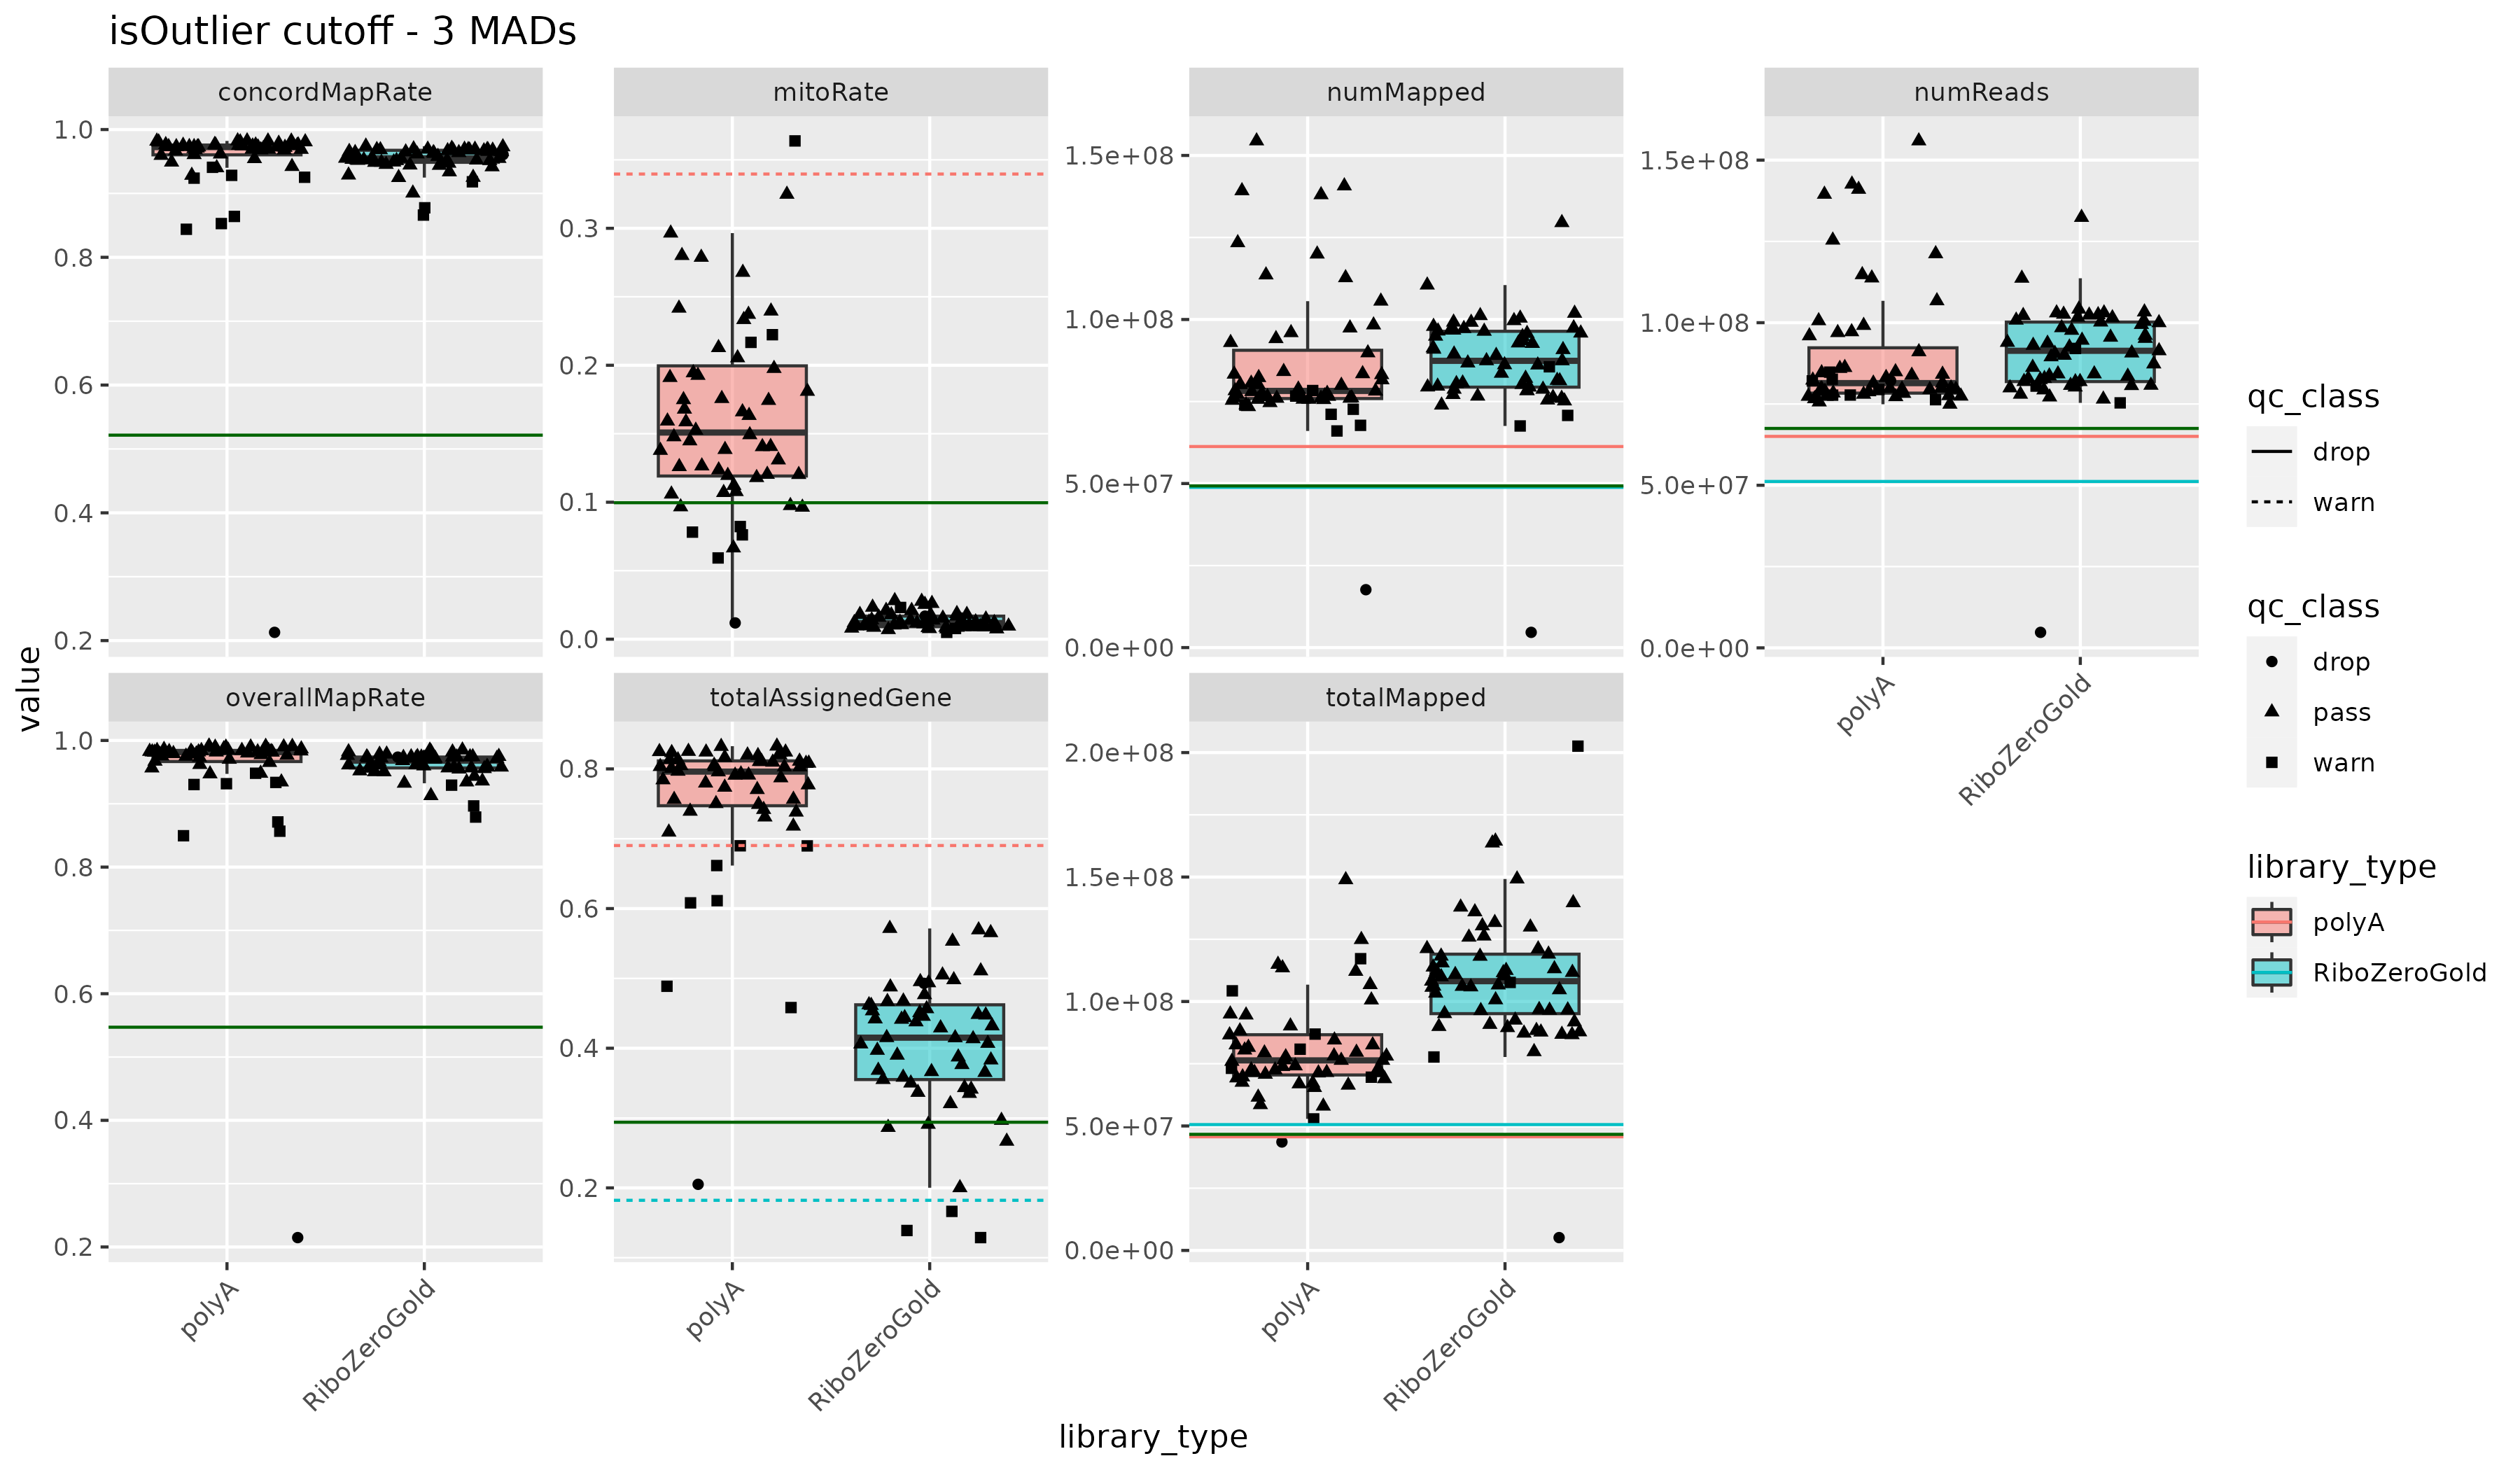 isOutlier cutoff - 3 MADs
concordMapRate
mitoRate
numMapped
numReads
1.0
0.8
0.6
0.4
0.2
0.3
0.2
0.1
0.0
1.5e+08
1.0e+08
5.0e+07
0.0e+00
1.5e+08
1.0e+08
5.0e+07
0.0e+00
polyA
RiboZeroGold
overallMapRate
totalAssignedGene
totalMapped
1.0
0.8
0.6
0.4
0.2
0.8
0.6
0.4
0.2
2.0e+08
1.5e+08
1.0e+08
5.0e+07
0.0e+00
polyA
RiboZeroGold
polyA
RiboZeroGold
polyA
RiboZeroGold
value
library_type
qc_class
drop
warn
qc_class
drop
pass
warn
library_type
polyA
RiboZeroGold